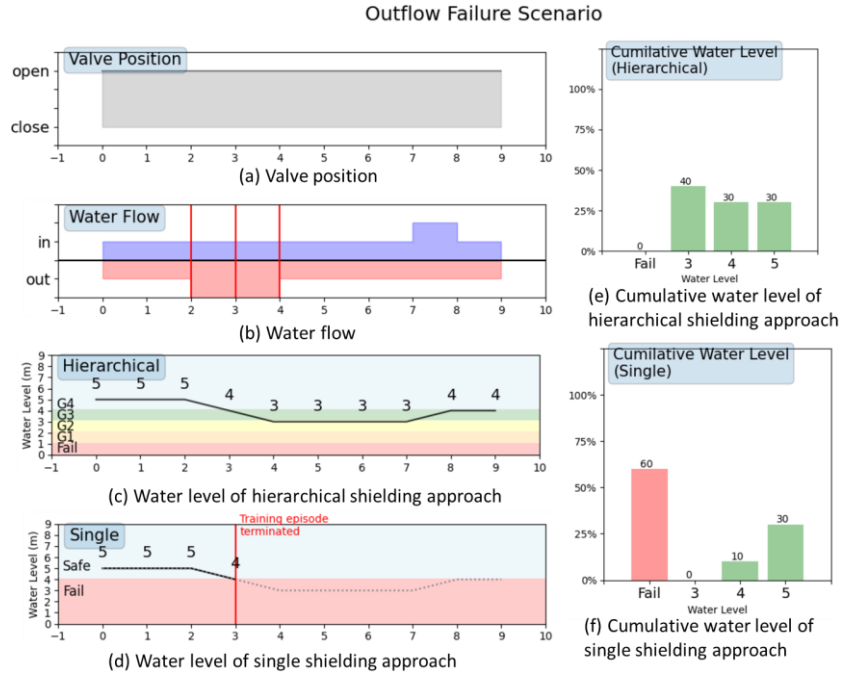 Outflow Failure Scenario
Valve Position
open
close
−1 0 1 2 3 4 5 6 7 8 9 10
(a) Valve position
Water Flow
in
out
−1 0 1 2 3 4 5 6 7 8 9 10
(b) Water flow
Hierarchical
Water Level (m)
9
8
7
6
5
4
3
2
1
0
G4
G3
G2
G1
Fail
5 5 5 4 3 3 3 3 4 4
−1 0 1 2 3 4 5 6 7 8 9 10
(c) Water level of hierarchical shielding approach
Single
Training episode
terminated
Water Level (m)
9
8
7
6
5
4
3
2
1
0
Safe
Fail
5 5 5 4
−1 0 1 2 3 4 5 6 7 8 9 10
(d) Water level of single shielding approach
Cumilative Water Level
(Hierarchical)
100%
75%
50%
25%
0%
0 40 30 30
Fail 3 4 5
Water Level
(e) Cumulative water level of
hierarchical shielding approach
Cumilative Water Level
(Single)
100%
75%
50%
25%
0%
60 0 10 30
Fail 3 4 5
Water Level
(f) Cumulative water level of
single shielding approach